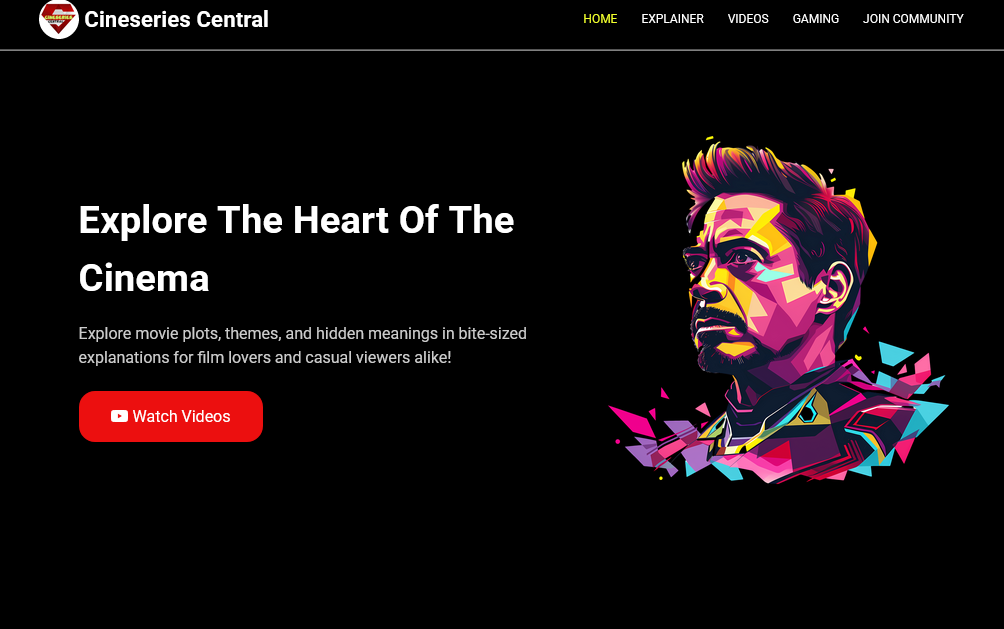 CINESERIES
Cineseries Central
HOME EXPLAINER VIDEOS GAMING JOIN COMMUNITY
Explore The Heart Of The
Cinema
Explore movie plots, themes, and hidden meanings in bite-sized
explanations for film lovers and casual viewers alike!
Watch Videos